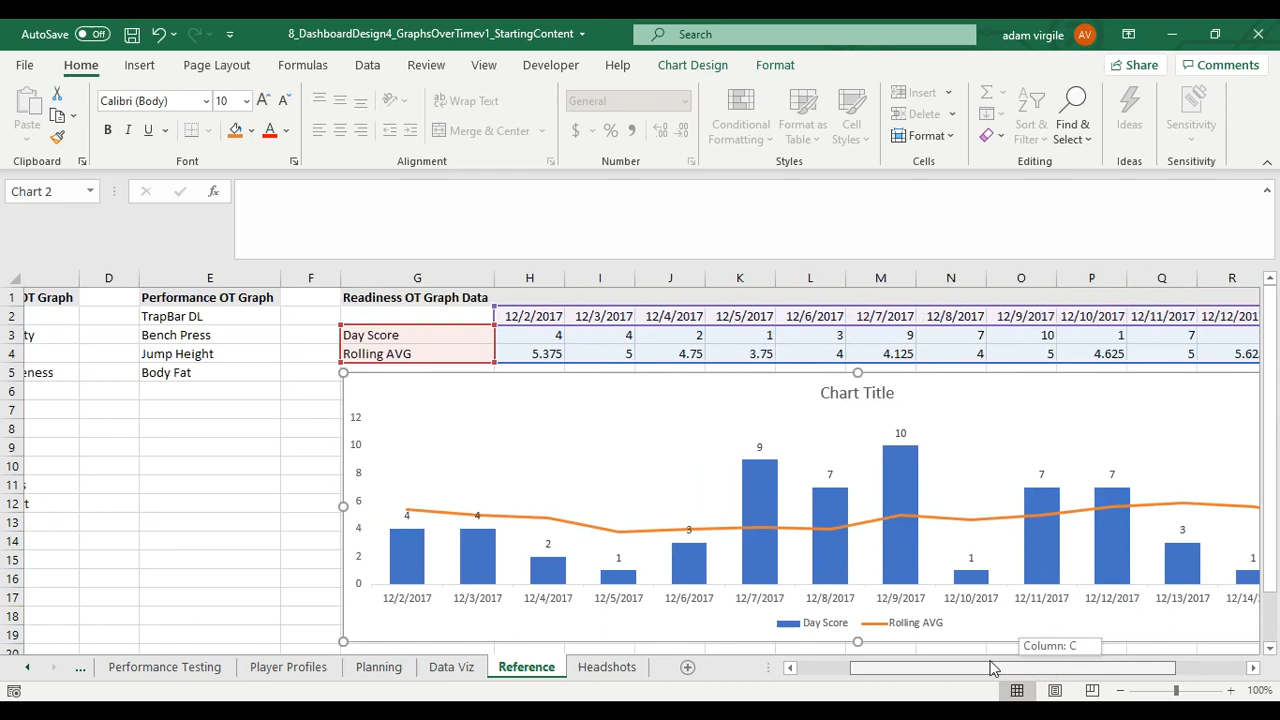 AutoSave Off 8_DashboardDesign4_GraphsOverTimev1_StartingContent Search adam virgile AV
File Home Insert Page Layout Formulas Data Review View Developer Help Chart Design Format Share Comments
Paste Calibri (Body) 10 A A Wrap Text General Conditional Formatting Format as Table Cell Styles Insert Delete Format Sort & Filter Find & Select Ideas Sensitivity
B I U A Merge & Center $ % 9
Clipboard Font Alignment Number Styles Cells Editing Ideas Sensitivity
Chart 2 fx
D E F G H I J K L M N O P Q R
1 OT Graph Performance OT Graph Readiness OT Graph Data
2 TrapBar DL 12/2/2017 12/3/2017 12/4/2017 12/5/2017 12/6/2017 12/7/2017 12/8/2017 12/9/2017 12/10/2017 12/11/2017 12/12/201
3 ty Bench Press Day Score 4 4 2 1 3 9 7 10 1 7
4 Jump Height Rolling AVG 5.375 5 4.75 3.75 4 4.125 4 5 4.625 5 5.62
5 eness Body Fat
6
7
8
9
10
11 s
12 t
13
14
15
16
17
18
19
20
Chart Title
12
10
8
6
4
2
0
4 4 2 1 3 9 7 10 1 7 7 3 1
12/2/2017 12/3/2017 12/4/2017 12/5/2017 12/6/2017 12/7/2017 12/8/2017 12/9/2017 12/10/2017 12/11/2017 12/12/2017 12/13/2017 12/14/
Day Score Rolling AVG
Column: C
... Performance Testing Player Profiles Planning Data Viz Reference Headshots
100%